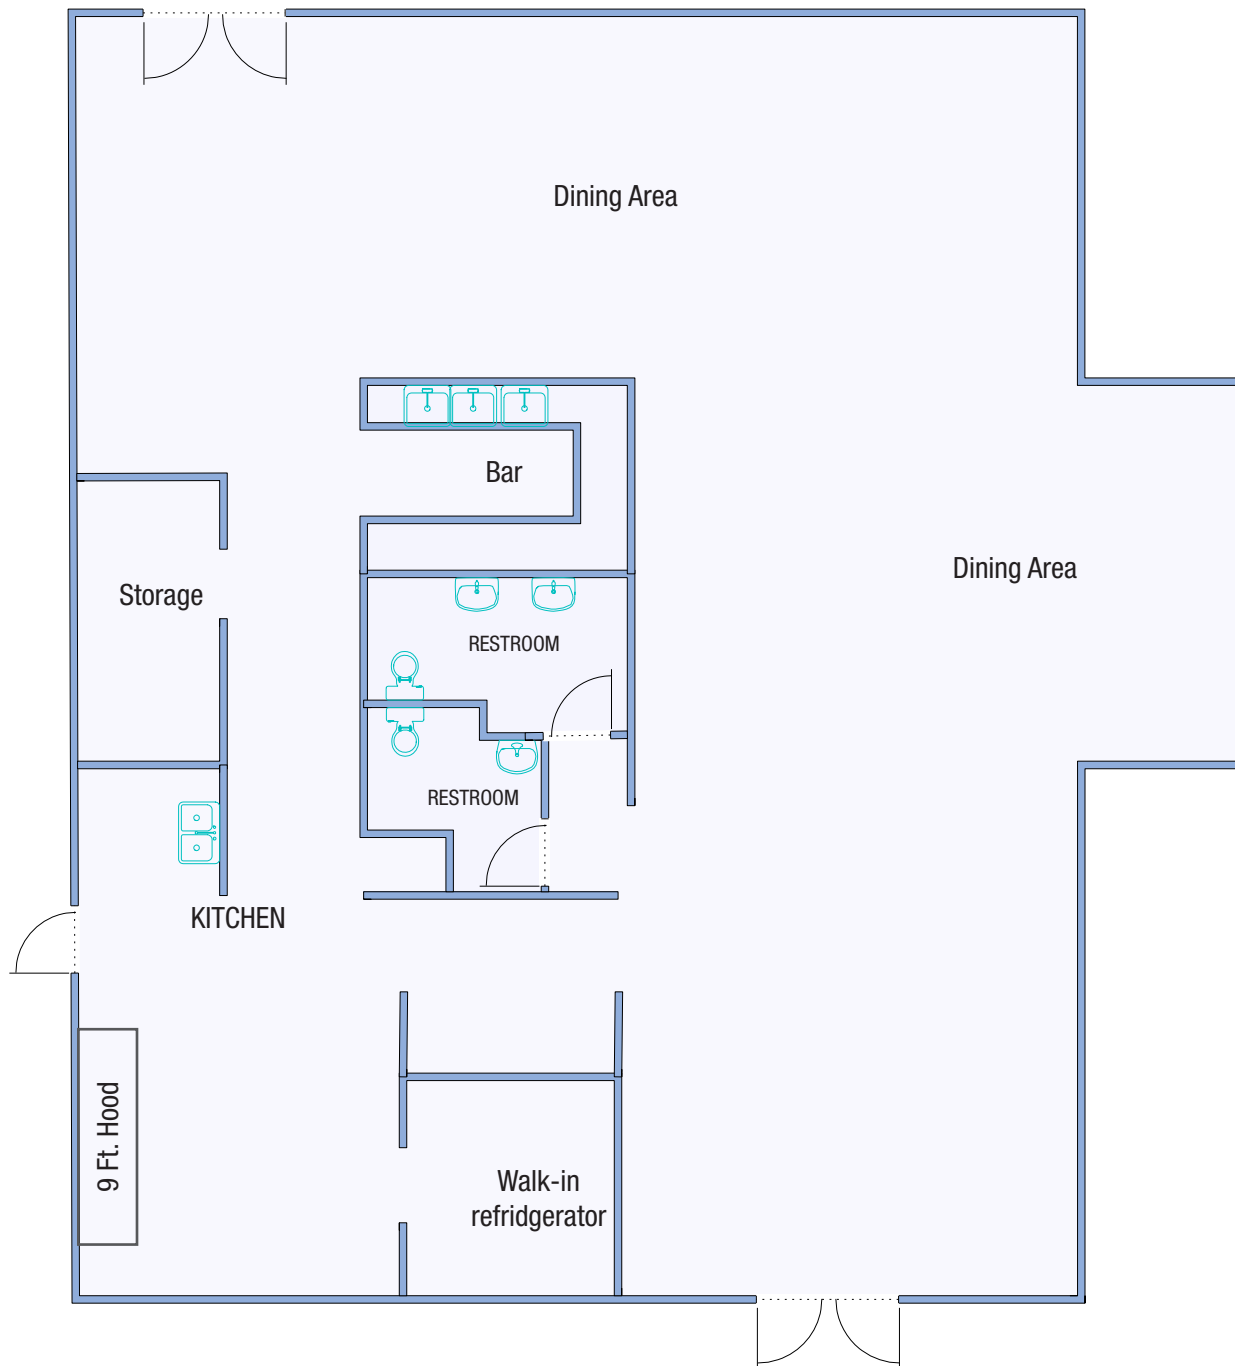 Dining Area
Bar
Dining Area
Storage
RESTROOM
RESTROOM
KITCHEN
9 Ft. Hood
Walk-in
refridgerator